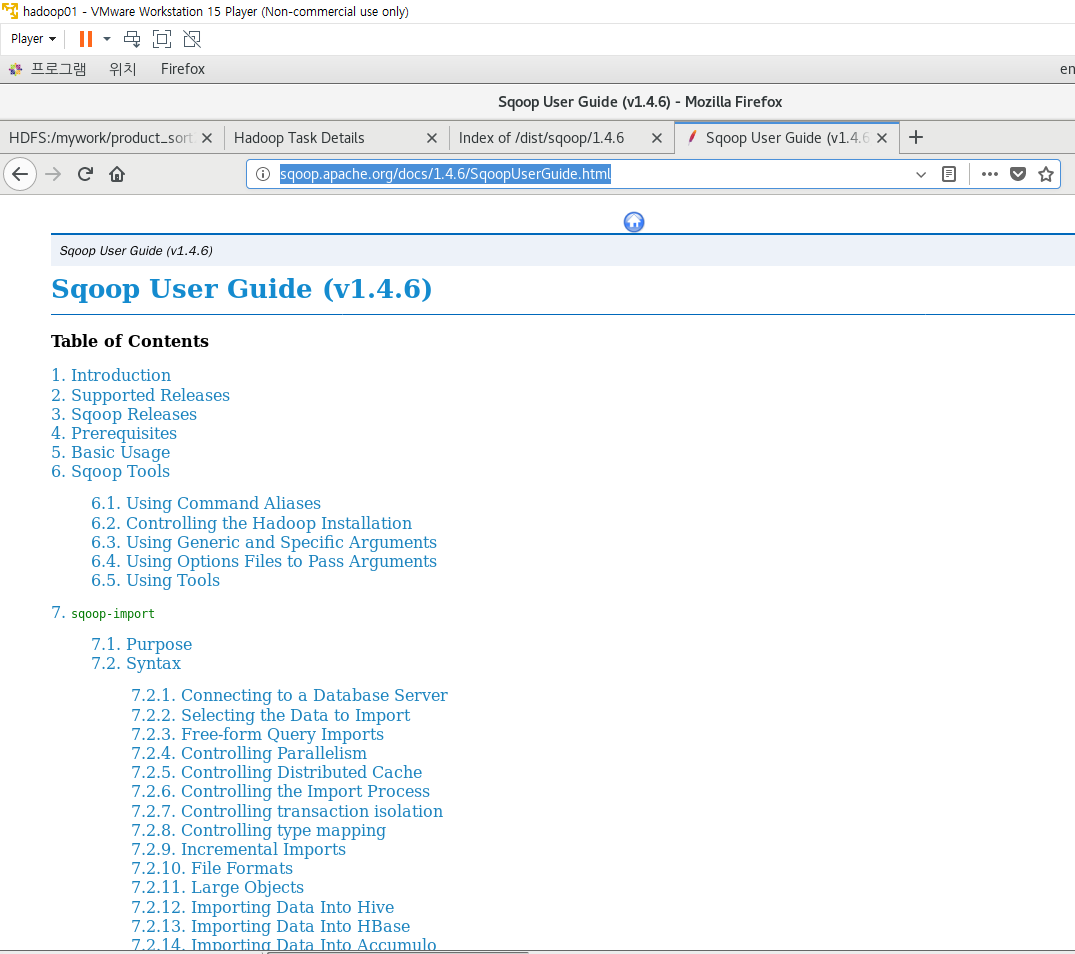 hadoop01 - VMware Workstation 15 Player (Non-commercial use only)
Player
프로그램 위치 Firefox en
Sqoop User Guide (v1.4.6) - Mozilla Firefox
HDFS:/mywork/product_sort Hadoop Task Details Index of /dist/sqoop/1.4.6 Sqoop User Guide (v1.4.6
sqoop.apache.org/docs/1.4.6/SqoopUserGuide.html
Sqoop User Guide (v1.4.6)
Sqoop User Guide (v1.4.6)
Table of Contents
1. Introduction
2. Supported Releases
3. Sqoop Releases
4. Prerequisites
5. Basic Usage
6. Sqoop Tools
6.1. Using Command Aliases
6.2. Controlling the Hadoop Installation
6.3. Using Generic and Specific Arguments
6.4. Using Options Files to Pass Arguments
6.5. Using Tools
7. sqoop-import
7.1. Purpose
7.2. Syntax
7.2.1. Connecting to a Database Server
7.2.2. Selecting the Data to Import
7.2.3. Free-form Query Imports
7.2.4. Controlling Parallelism
7.2.5. Controlling Distributed Cache
7.2.6. Controlling the Import Process
7.2.7. Controlling transaction isolation
7.2.8. Controlling type mapping
7.2.9. Incremental Imports
7.2.10. File Formats
7.2.11. Large Objects
7.2.12. Importing Data Into Hive
7.2.13. Importing Data Into HBase
7.2.14. Importing Data Into Accumulo